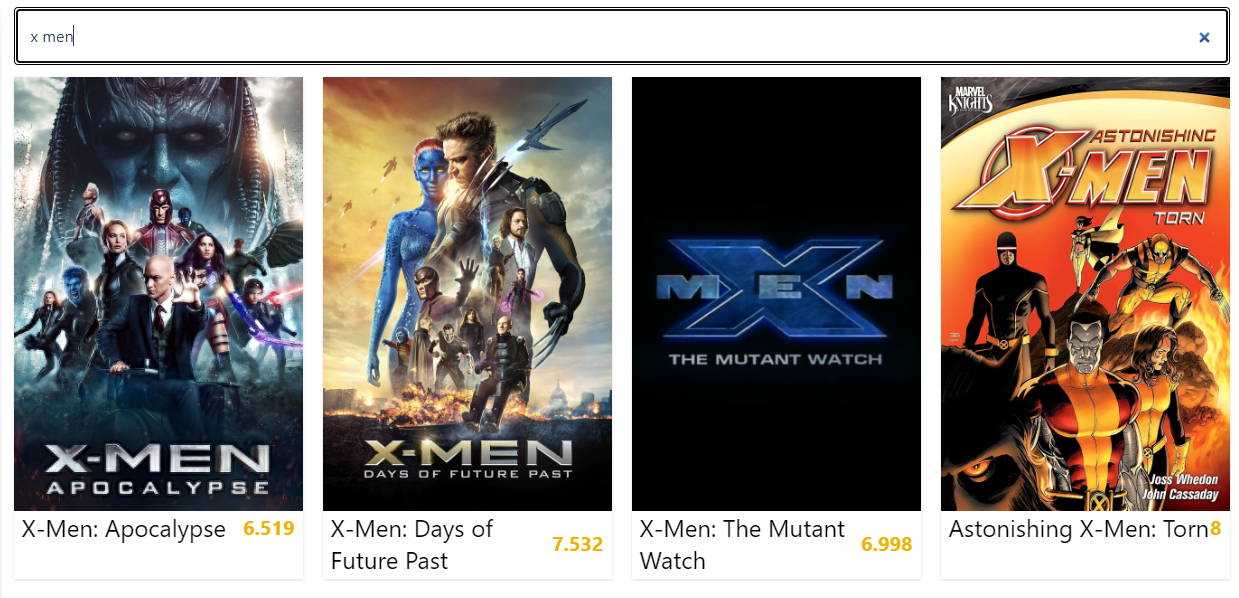 x men
×
X-MEN
APOCALYPSE
X-Men: Apocalypse 6.519
X-MEN
DAYS OF FUTURE PAST
X-Men: Days of
Future Past
7.532
X
MEN
THE MUTANT WATCH
X-Men: The Mutant
Watch
6.998
MARVEL
KNIGHTS
ASTONISHING
X-MEN
TORN
Joss Whedon
John Cassaday
Astonishing X-Men: Torn 8